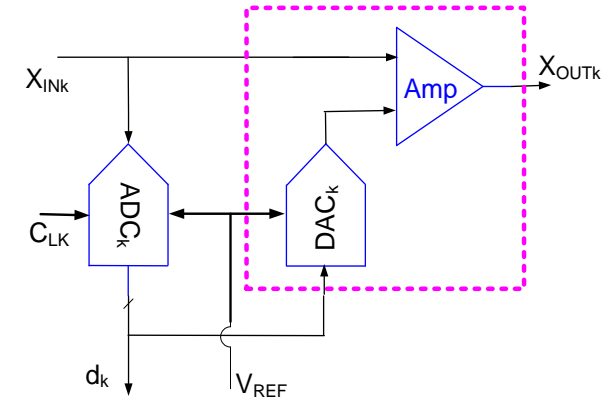 X_INk
Amp
X_OUTk
ADC_k
DAC_k
C_LK
d_k
V_REF